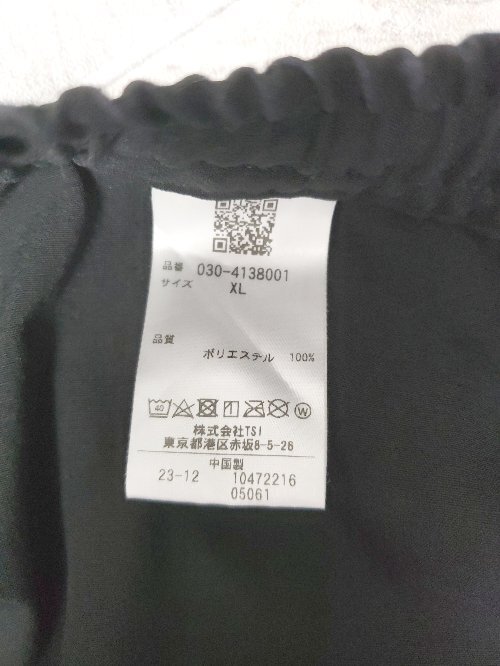 品番 030-4138001
サイズ XL
品質
ポリエステル 100%
40
W
株式会社TSI
東京都港区赤坂8-5-26
中国製
23-12 10472216
05061